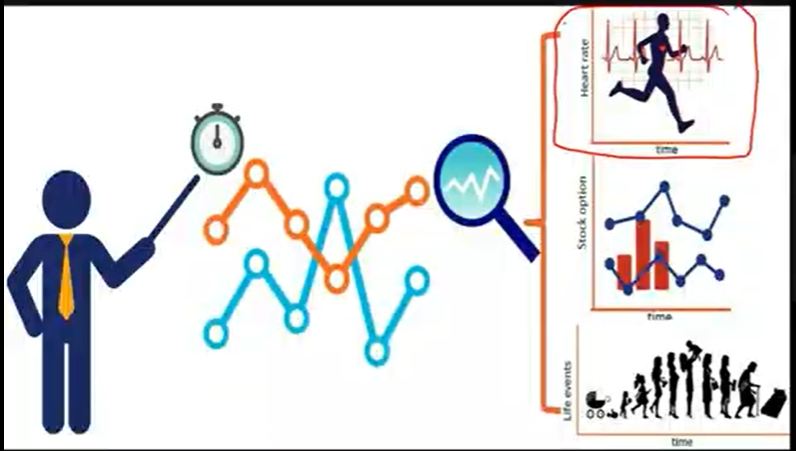 Heart rate
time
Stock option
time
Life events
time